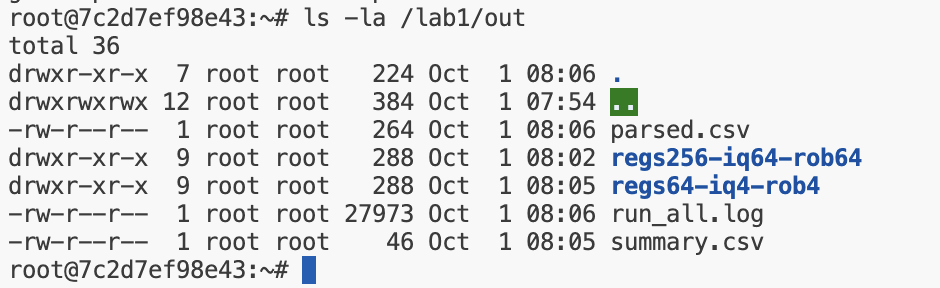 root@7c2d7ef98e43:~# ls -la /lab1/out
total 36
drwxr-xr-x  7 root root   224 Oct  1 08:06 .
drwxrwxrwx 12 root root   384 Oct  1 07:54 ..
-rw-r--r--  1 root root   264 Oct  1 08:06 parsed.csv
drwxr-xr-x  9 root root   288 Oct  1 08:02 regs256-iq64-rob64
drwxr-xr-x  9 root root   288 Oct  1 08:05 regs64-iq4-rob4
-rw-r--r--  1 root root 27973 Oct  1 08:06 run_all.log
-rw-r--r--  1 root root    46 Oct  1 08:05 summary.csv
root@7c2d7ef98e43:~#